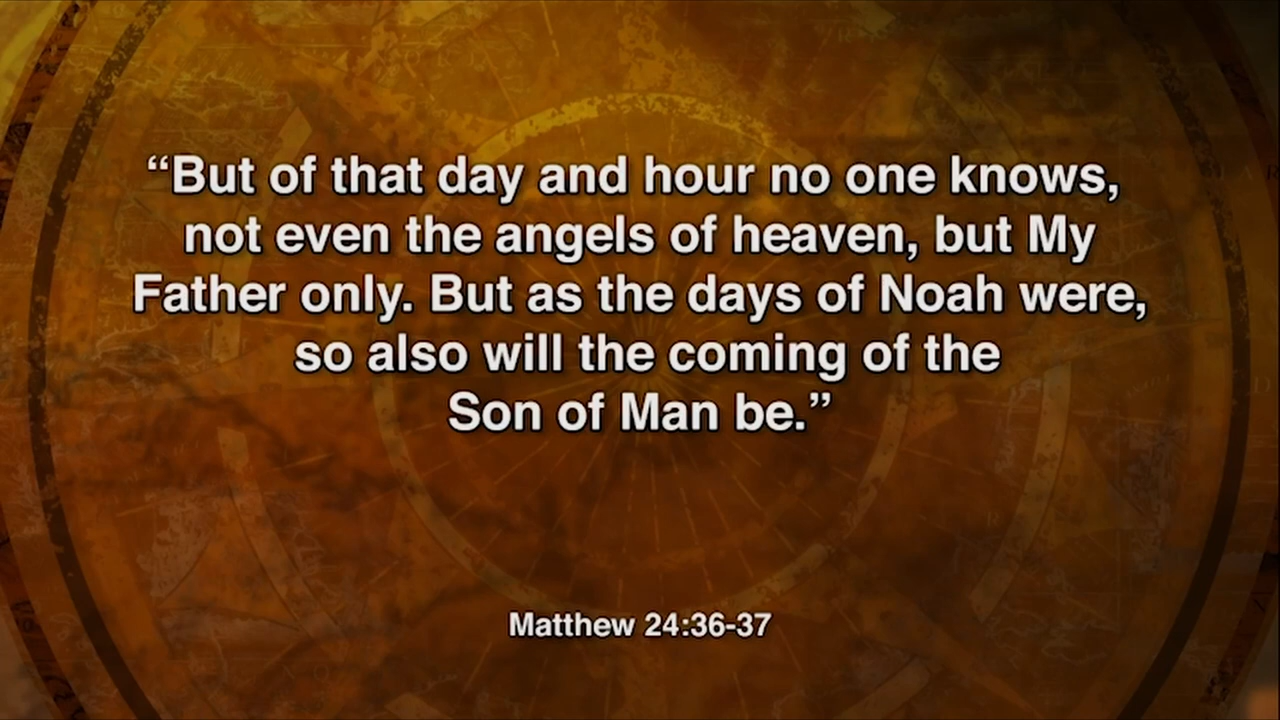 “But of that day and hour no one knows,
not even the angels of heaven, but My
Father only. But as the days of Noah were,
so also will the coming of the
Son of Man be.”
Matthew 24:36-37